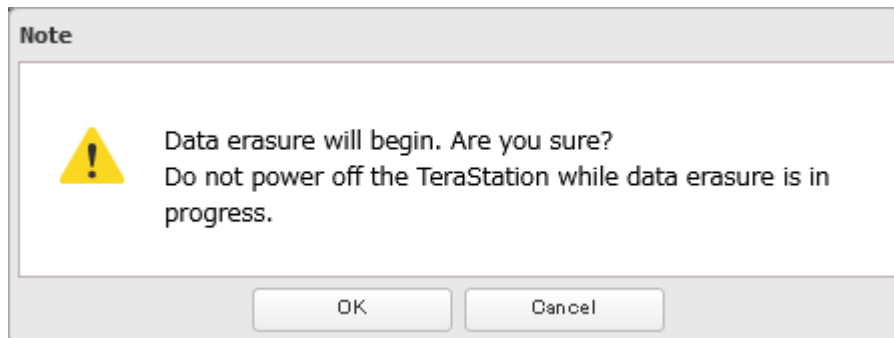 Note
Data erasure will begin. Are you sure?
Do not power off the TeraStation while data erasure is in
progress.
OK
Cancel